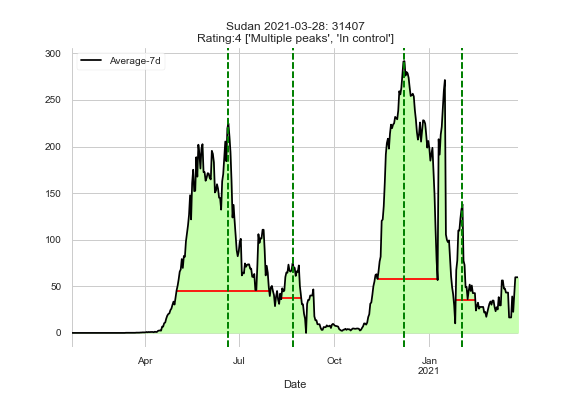 Sudan 2021-03-28: 31407
Rating:4 ['Multiple peaks', 'In control']
Average-7d
300
250
200
150
100
50
0
Apr
Jul
Oct
Jan
2021
Date